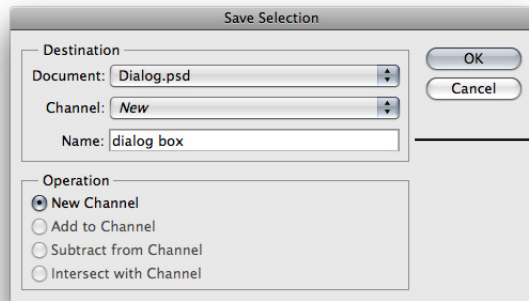 Save Selection
Destination
Document: Dialog.psd
Channel: New
Name: dialog box
OK
Cancel
Operation
New Channel
Add to Channel
Subtract from Channel
Intersect with Channel